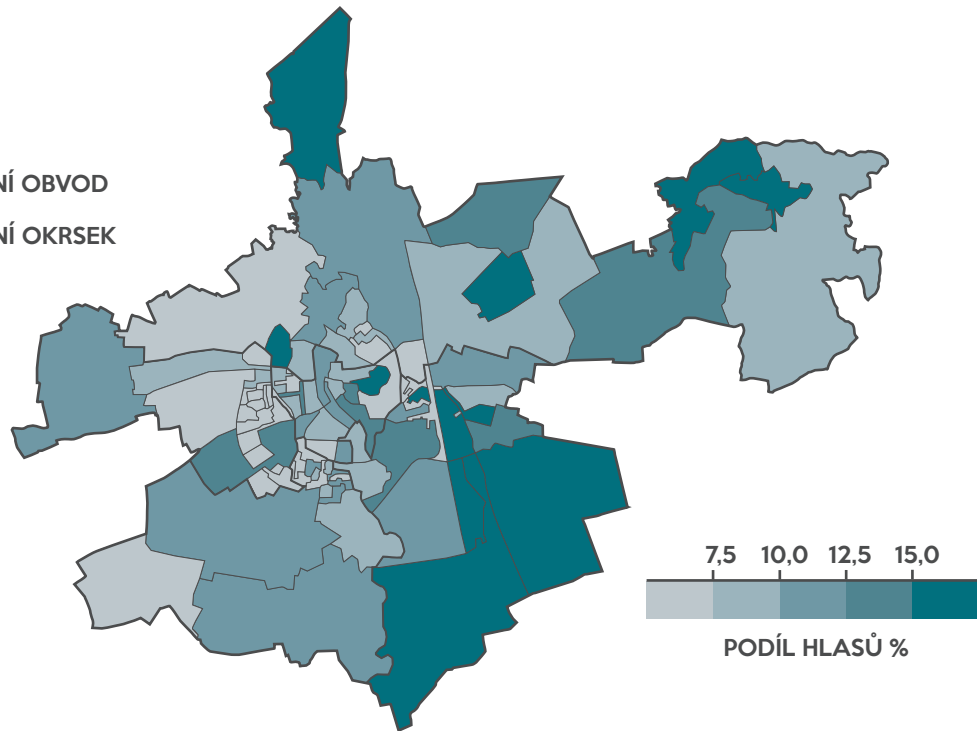 NÍ OBVOD
NÍ OKRSEK
7,5 10,0 12,5 15,0
PODÍL HLASŮ %